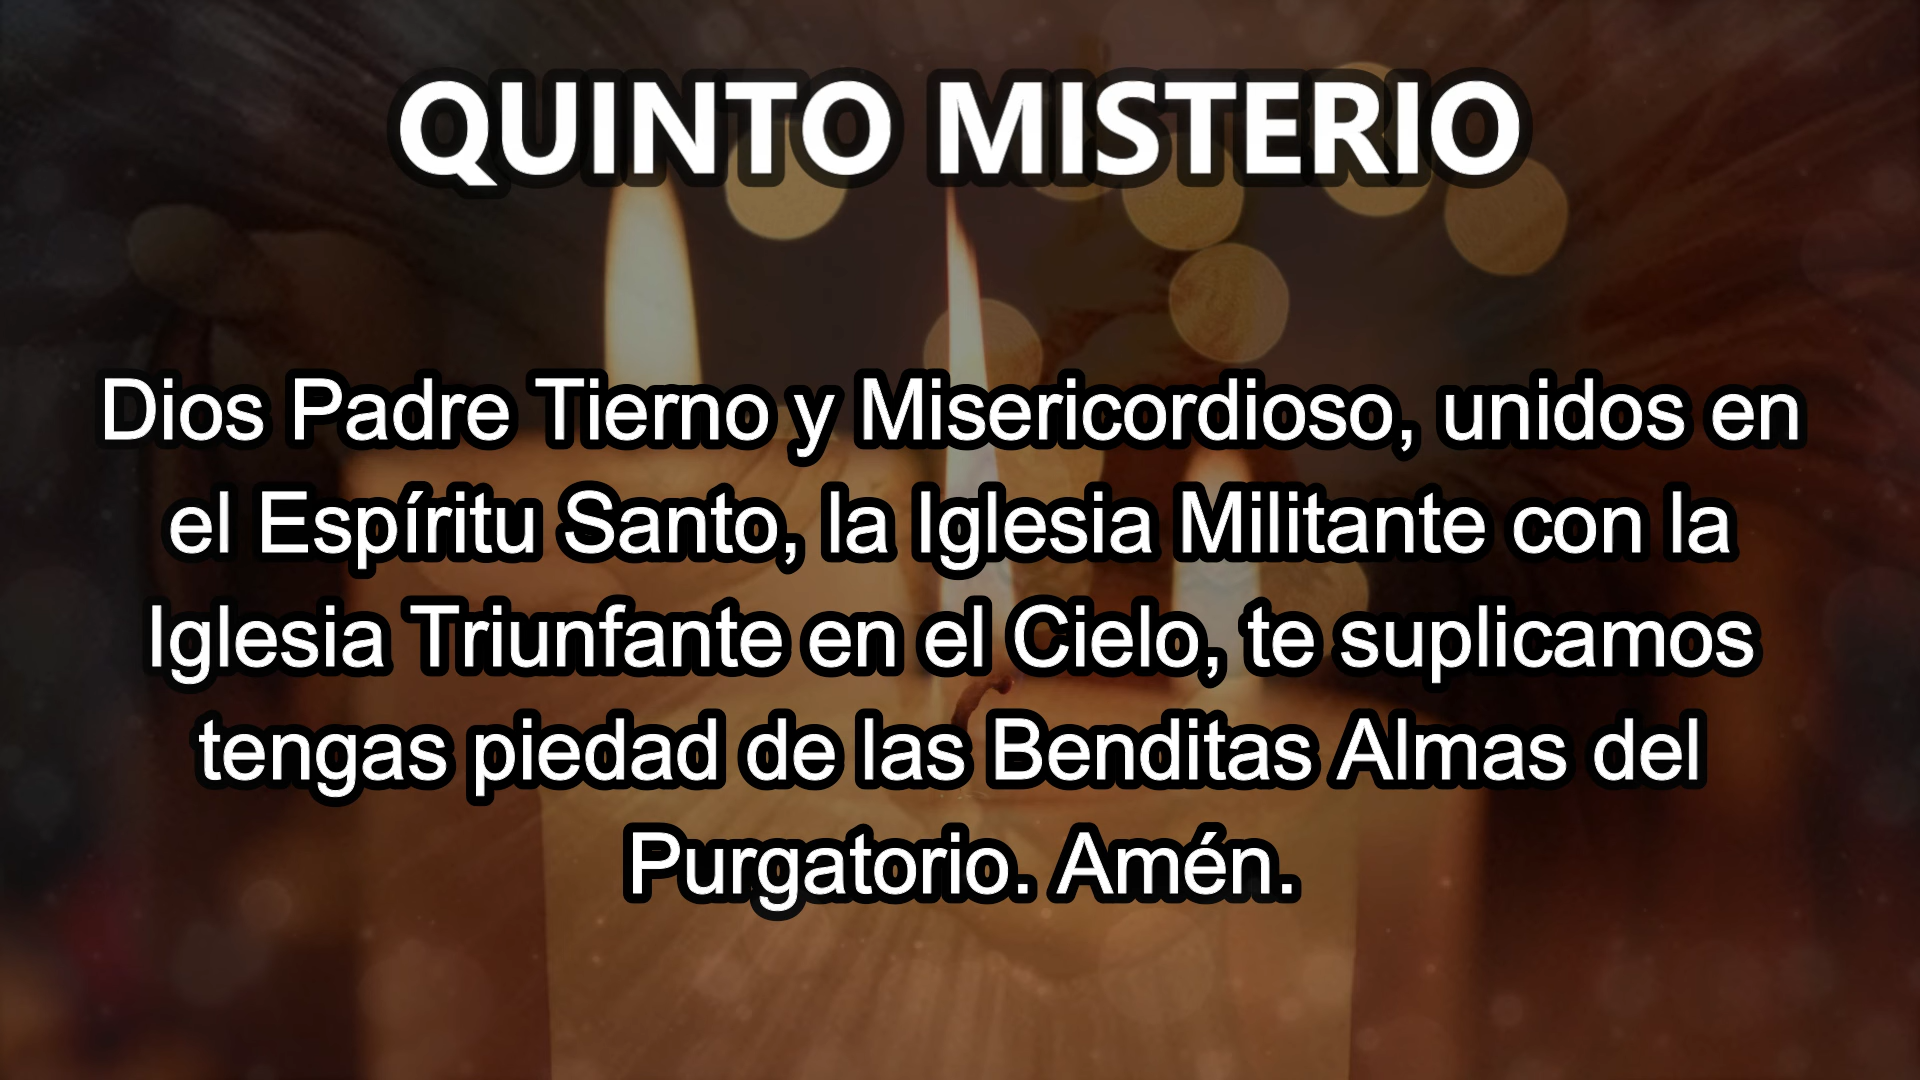 QUINTO MISTERIO
Dios Padre Tierno y Misericordioso, unidos en
el Espíritu Santo, la Iglesia Militante con la
Iglesia Triunfante en el Cielo, te suplicamos
tengas piedad de las Benditas Almas del
Purgatorio. Amén.